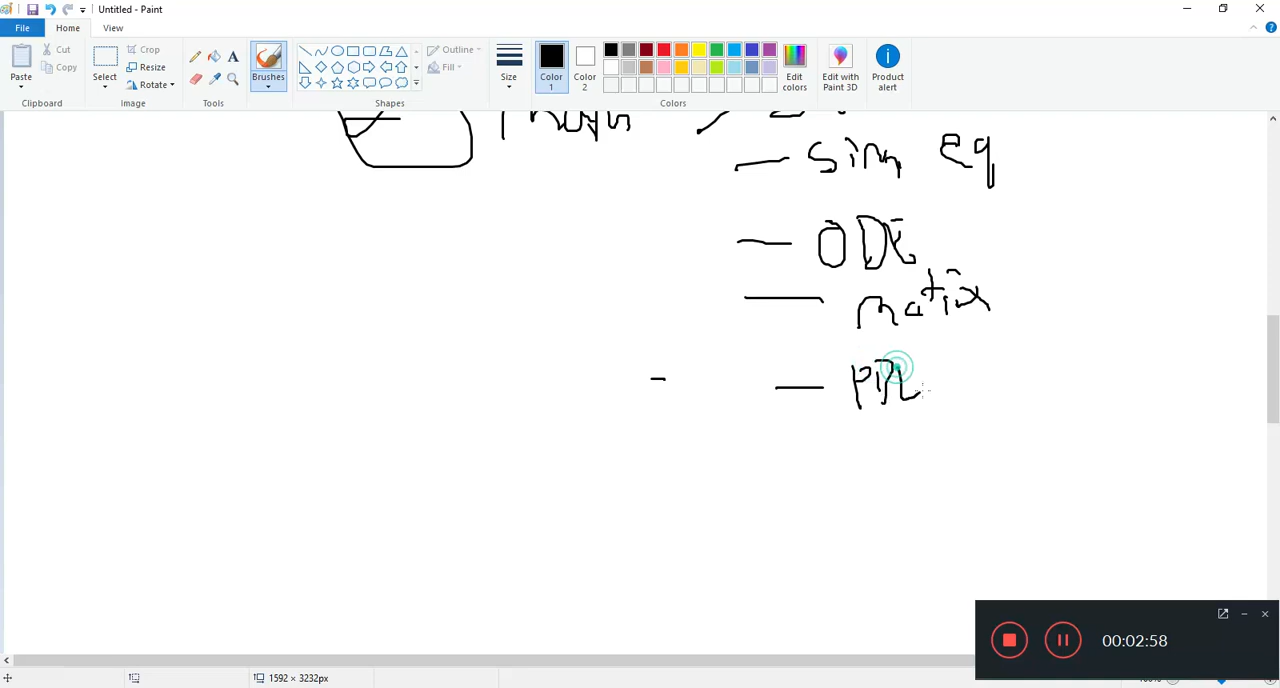 Untitled - Paint
File Home View
Paste Cut Copy Select Crop Resize Rotate Brushes Outline Fill Size Color 1 Color 2 Edit colors Edit with Paint 3D Product alert
Clipboard Image Tools Shapes Colors
Sim eq
ODE
matix
00:02:58
1592 × 3232px